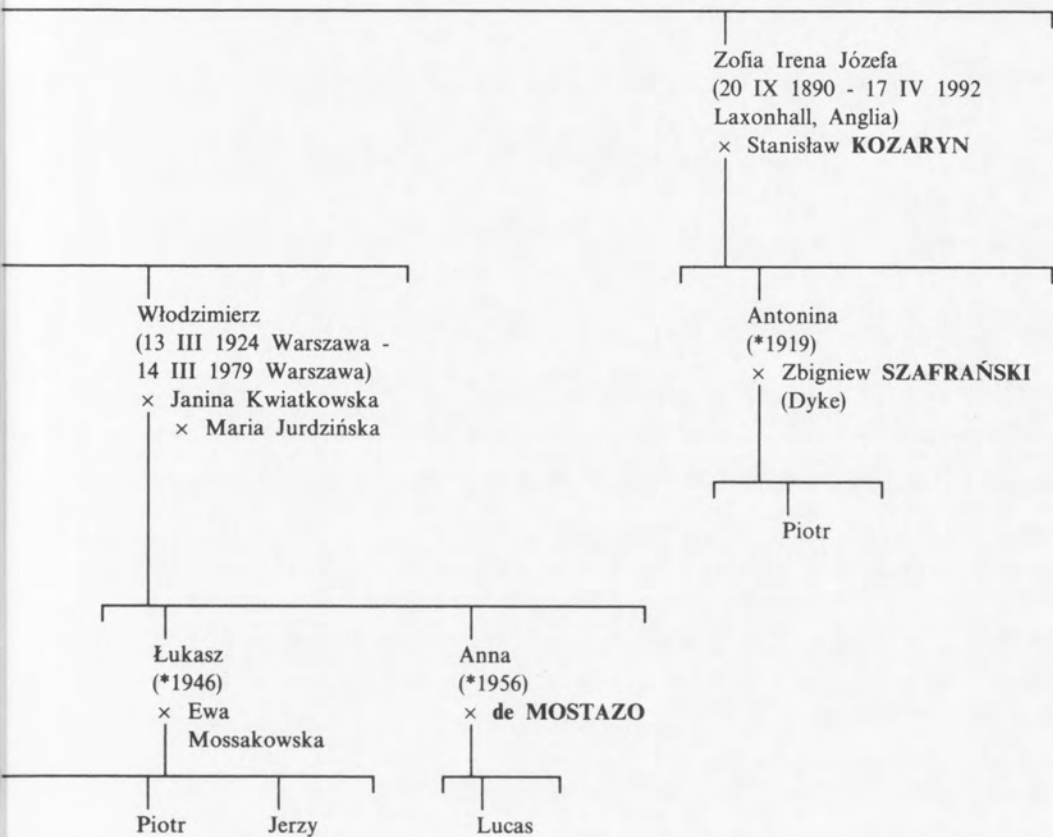 Zofia Irena Józefa
(20 IX 1890 - 17 IV 1992
Laxonhall, Anglia)
× Stanisław KOZARYN
Włodzimierz
(13 III 1924 Warszawa -
14 III 1979 Warszawa)
× Janina Kwiatkowska
× Maria Jurdzińska
Antonina
(*1919)
× Zbigniew SZAFRAŃSKI
(Dyke)
Piotr
Łukasz
(*1946)
× Ewa
Mossakowska
Anna
(*1956)
× de MOSTAZO
Piotr
Jerzy
Lucas